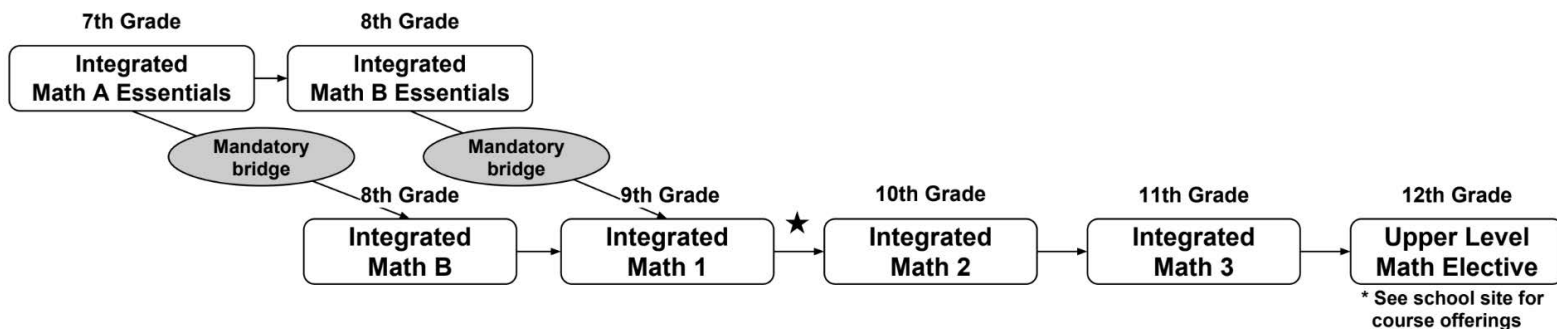 7th Grade
8th Grade
Integrated
Math A Essentials
Integrated
Math B Essentials
Mandatory
bridge
Mandatory
bridge
8th Grade
9th Grade
10th Grade
11th Grade
12th Grade
Integrated
Math B
Integrated
Math 1
Integrated
Math 2
Integrated
Math 3
Upper Level
Math Elective
* See school site for
course offerings